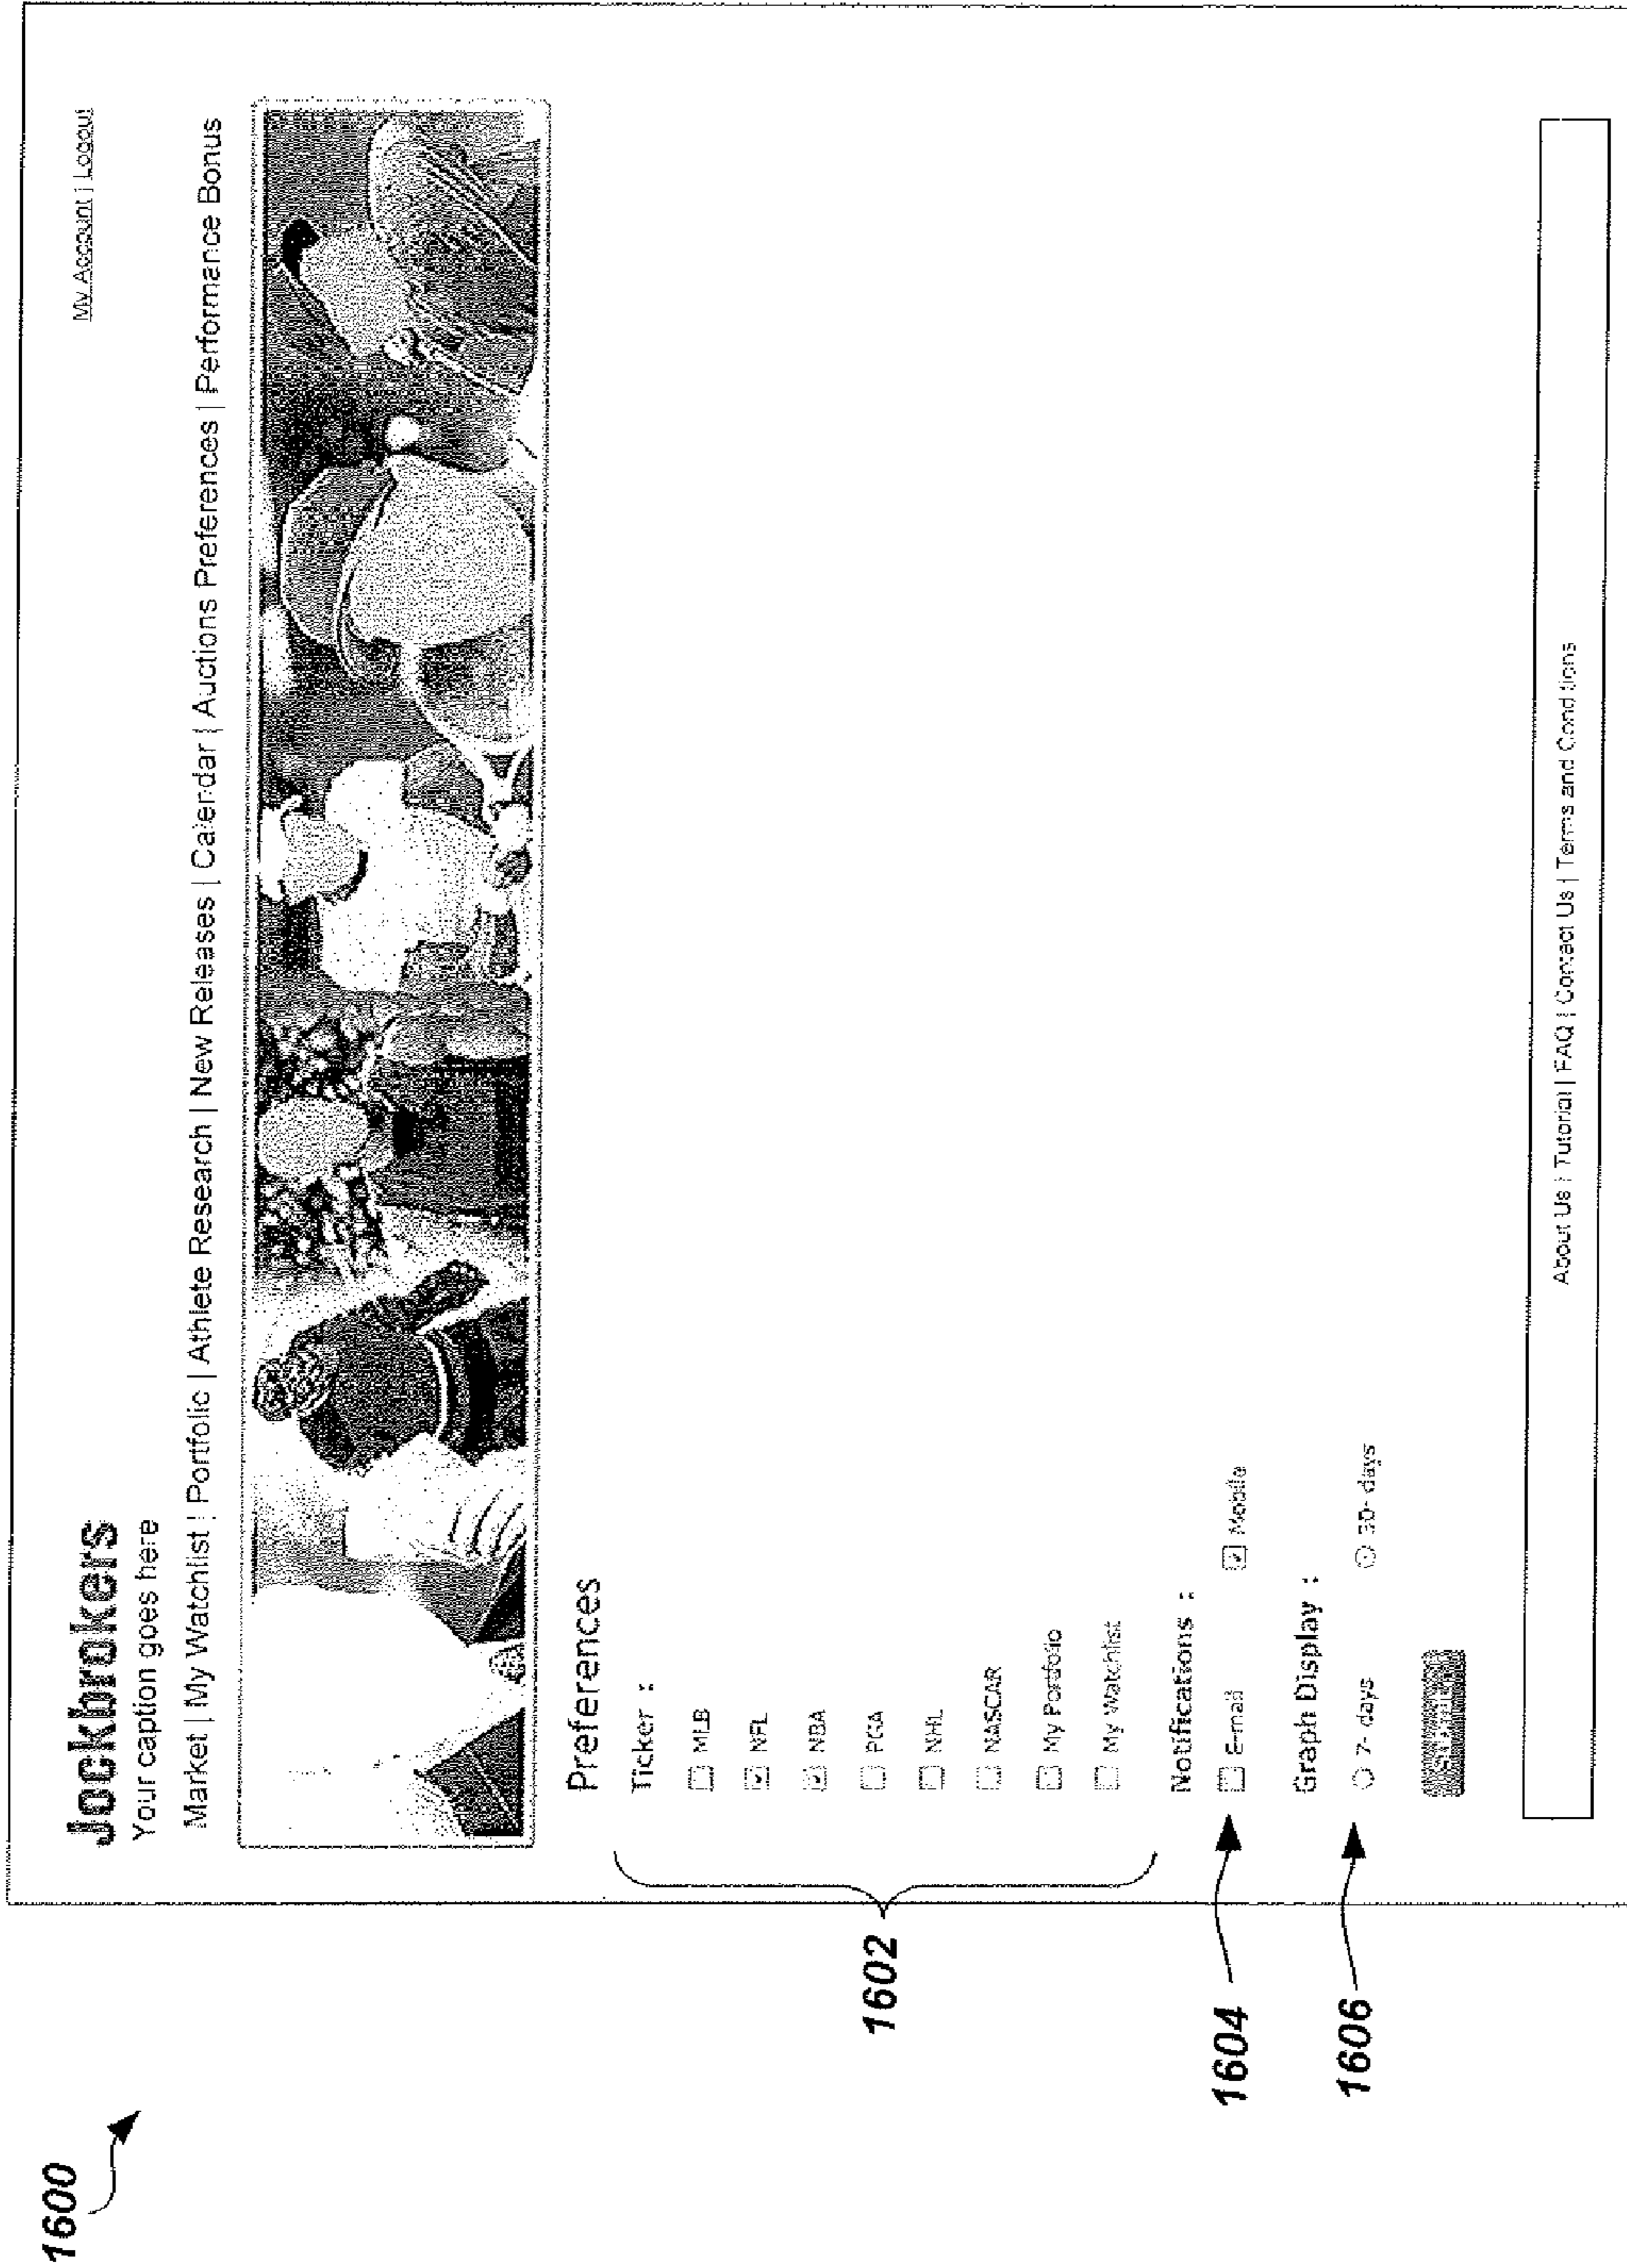 1600
Jockbrokers
My Account | Logout
Your caption goes here
Market | My Watchlist | Portfolio | Athlete Research | New Releases | Calendar | Auctions Preferences | Performance Bonus
Preferences
Ticker :
MLB
NFL
NBA
PGA
NHL
NASCAR
My Portfolio
My Watchlist
1602
Notifications :
1604
E-mail Mobile
Graph Display :
1606
7- days 30- days
About Us | Tutorial | FAQ | Contact Us | Terms and Conditions